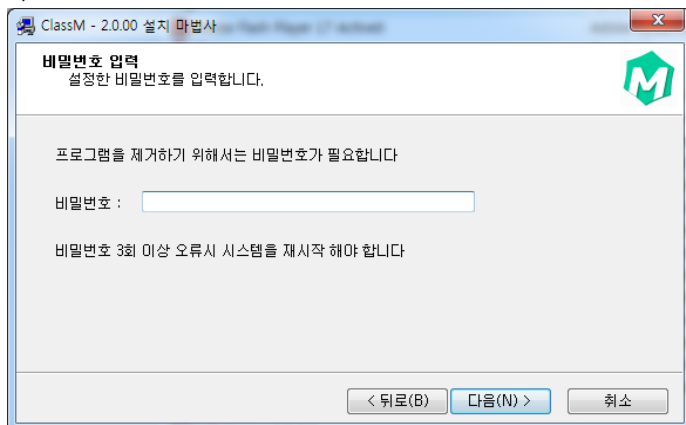 ClassM - 2.0.00 설치 마법사
비밀번호 입력
설정한 비밀번호를 입력합니다.
프로그램을 제거하기 위해서는 비밀번호가 필요합니다
비밀번호 :
비밀번호 3회 이상 오류시 시스템을 재시작 해야 합니다
< 뒤로(B) 다음(N) > 취소